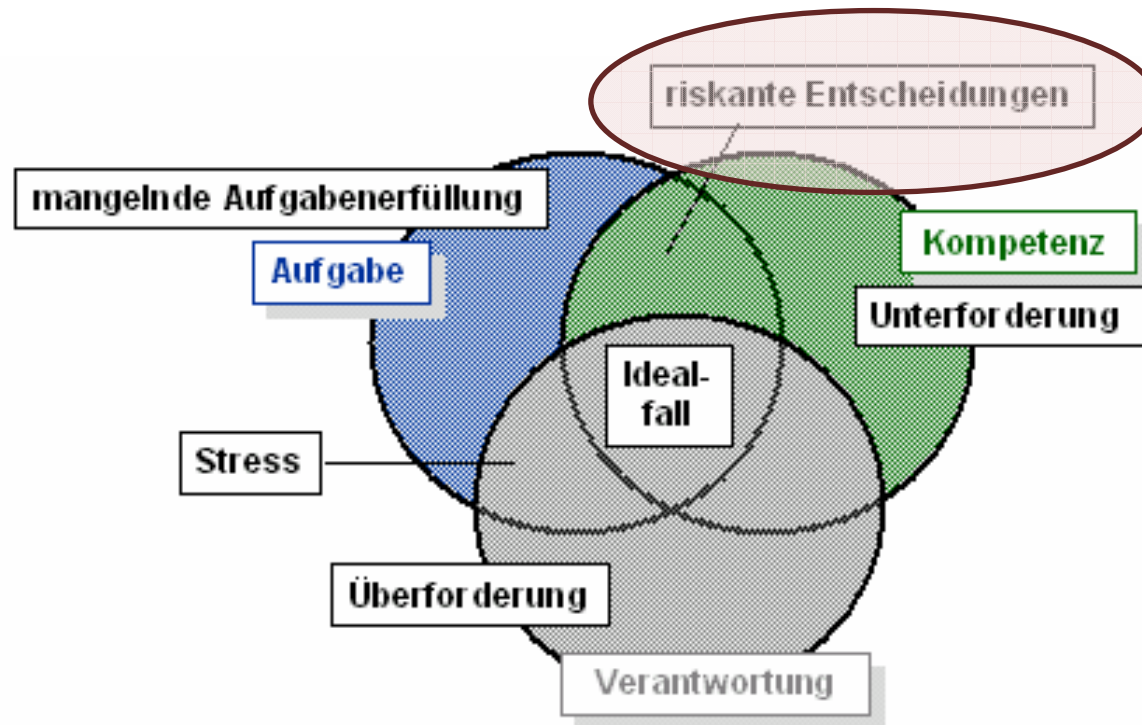 riskante Entscheidungen
mangelnde Aufgabenerfüllung
Aufgabe
Kompetenz
Unterforderung
Ideal-
fall
Stress
Überforderung
Verantwortung